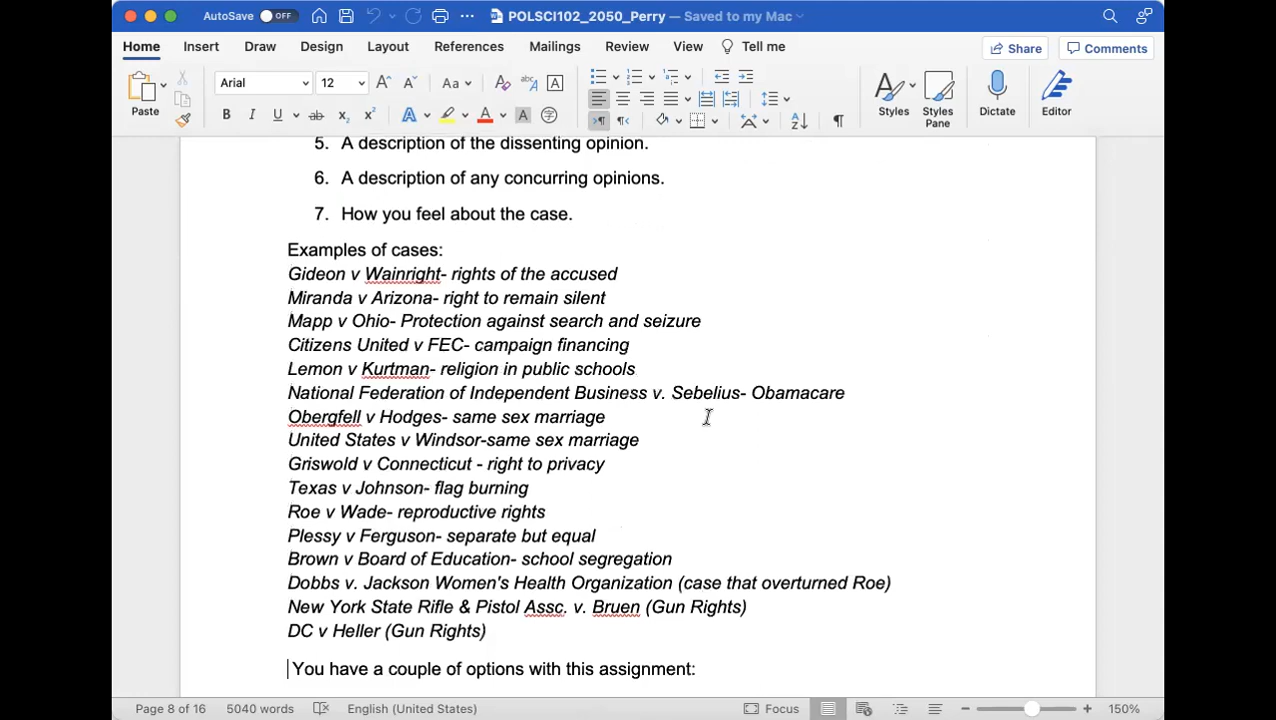 AutoSave OFF POLSCI102_2050_Perry — Saved to my Mac
Home Insert Draw Design Layout References Mailings Review View Tell me Share Comments
Paste Arial 12 Aa Styles Styles Pane Dictate Editor
5. A description of the dissenting opinion.
6. A description of any concurring opinions.
7. How you feel about the case.
Examples of cases:
Gideon v Wainright- rights of the accused
Miranda v Arizona- right to remain silent
Mapp v Ohio- Protection against search and seizure
Citizens United v FEC- campaign financing
Lemon v Kurtman- religion in public schools
National Federation of Independent Business v. Sebelius- Obamacare
Obergfell v Hodges- same sex marriage
United States v Windsor-same sex marriage
Griswold v Connecticut - right to privacy
Texas v Johnson- flag burning
Roe v Wade- reproductive rights
Plessy v Ferguson- separate but equal
Brown v Board of Education- school segregation
Dobbs v. Jackson Women's Health Organization (case that overturned Roe)
New York State Rifle & Pistol Assc. v. Bruen (Gun Rights)
DC v Heller (Gun Rights)
You have a couple of options with this assignment:
Page 8 of 16 5040 words English (United States) Focus 150%